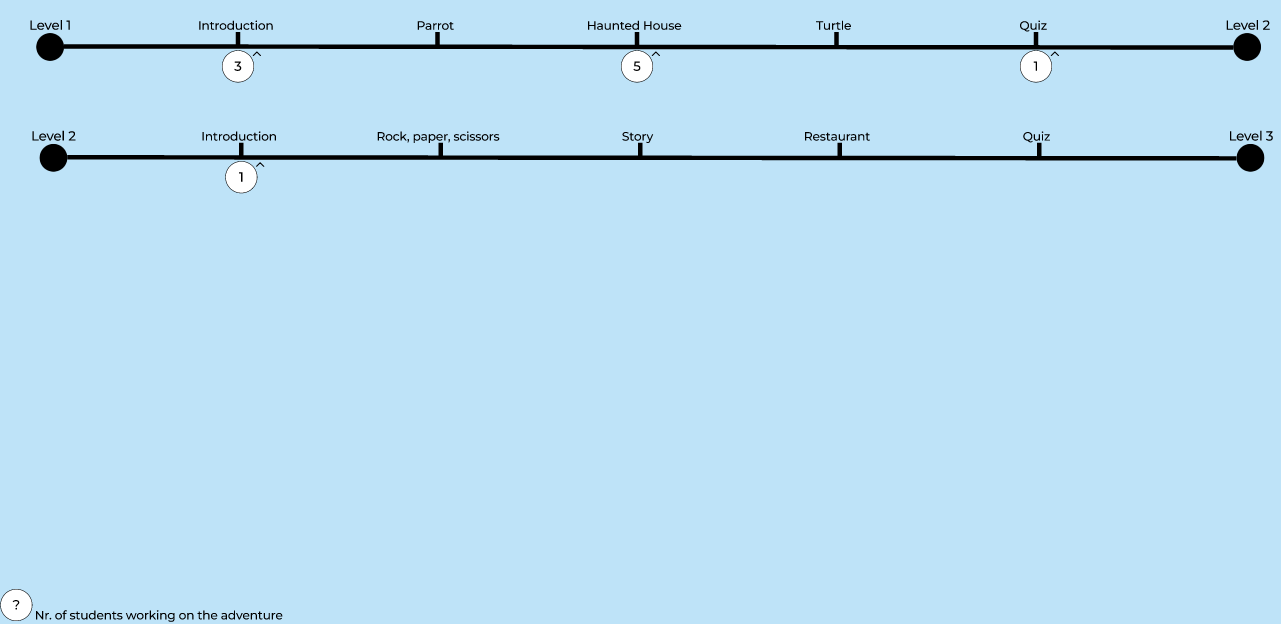 Level 1 Introduction Parrot Haunted House Turtle Quiz Level 2
3 5 1
Level 2 Introduction Rock, paper, scissors Story Restaurant Quiz Level 3
1
? Nr. of students working on the adventure